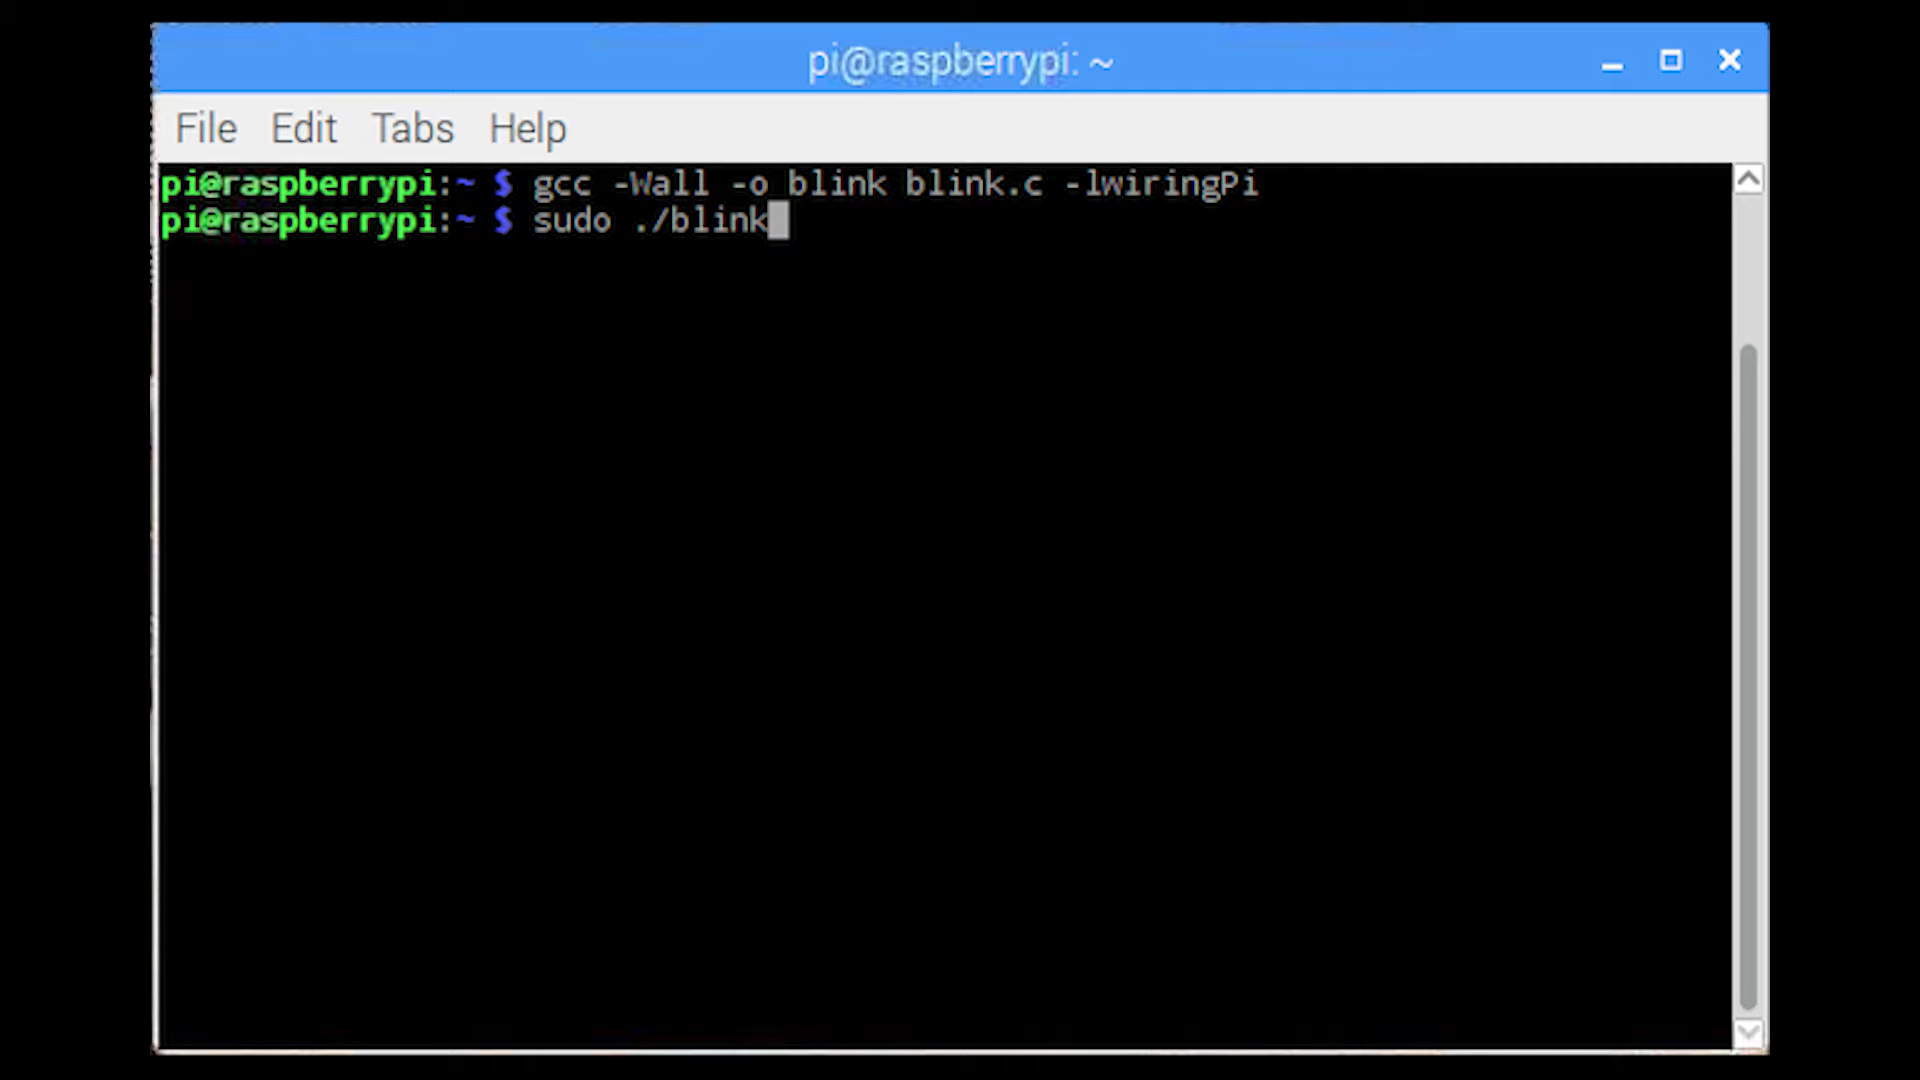 pi@raspberrypi: ~
File Edit Tabs Help
pi@raspberrypi:~ $ gcc -Wall -o blink blink.c -lwiringPi
pi@raspberrypi:~ $ sudo ./blink